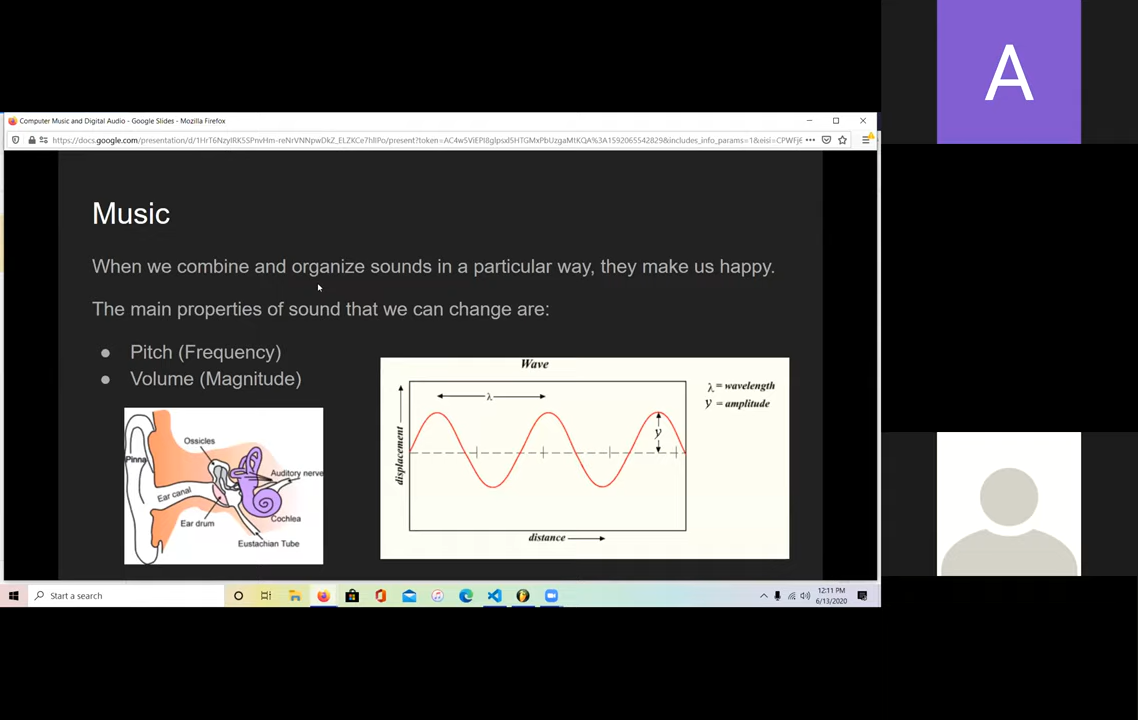 A
Computer Music and Digital Audio - Google Slides - Mozilla Firefox
Music
When we combine and organize sounds in a particular way, they make us happy.
The main properties of sound that we can change are:
● Pitch (Frequency)
● Volume (Magnitude)
Ossicles
Pinna
Auditory nerve
Ear canal
Ear drum
Cochlea
Eustachian Tube
Wave
λ
y
displacement
distance
λ = wavelength
y = amplitude
Start a search
12:11 PM
6/13/2020